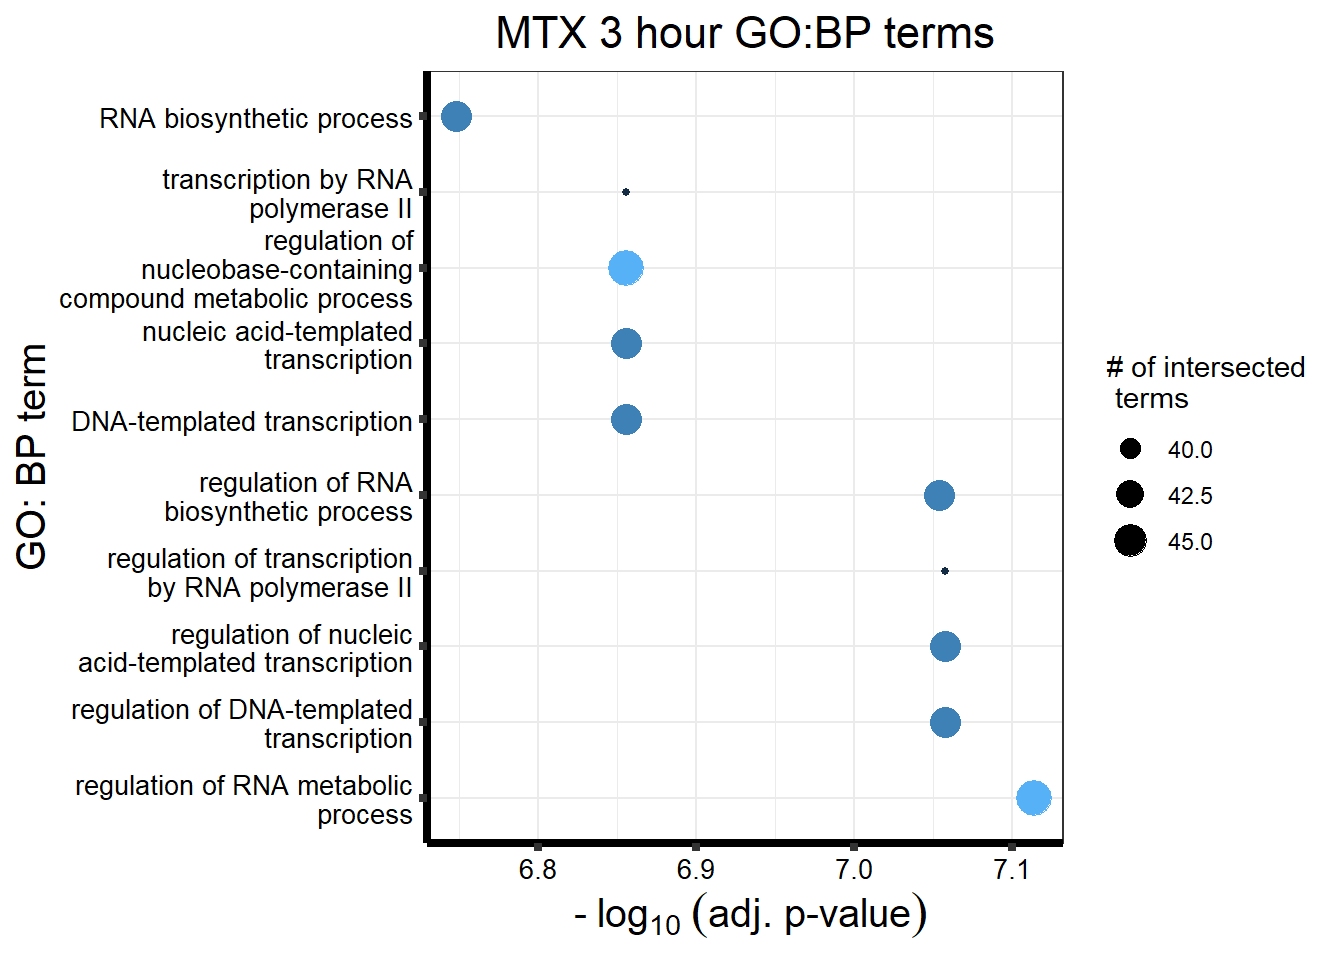 MTX 3 hour GO:BP terms
GO: BP term
RNA biosynthetic process
transcription by RNA
polymerase II
regulation of
nucleobase-containing
compound metabolic process
nucleic acid-templated
transcription
DNA-templated transcription
regulation of RNA
biosynthetic process
regulation of transcription
by RNA polymerase II
regulation of nucleic
acid-templated transcription
regulation of DNA-templated
transcription
regulation of RNA metabolic
process
6.8 6.9 7.0 7.1
- log10 (adj. p-value)
# of intersected
terms
40.0
42.5
45.0